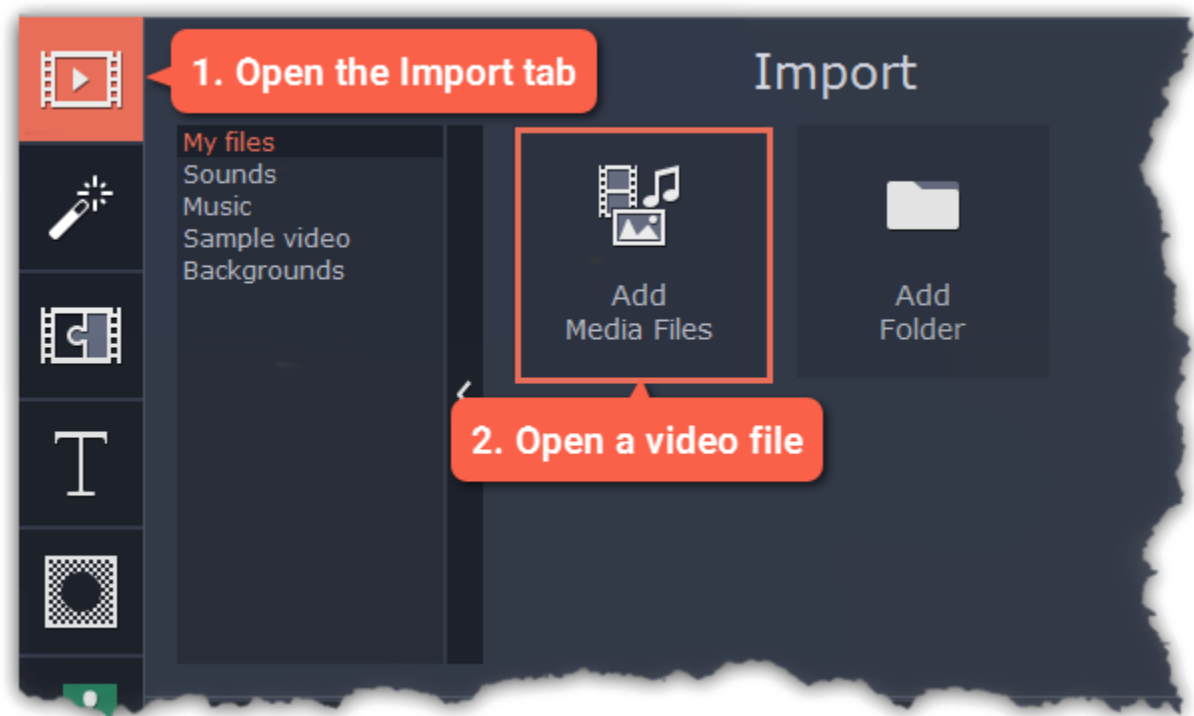 1. Open the Import tab
Import
My files
Sounds
Music
Sample video
Backgrounds
Add
Media Files
Add
Folder
2. Open a video file